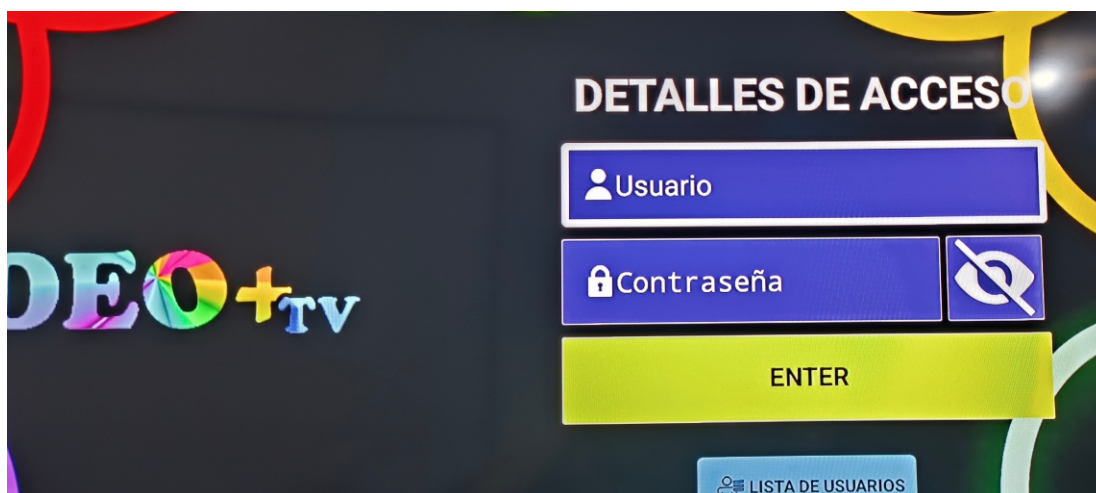 DETALLES DE ACCESO
Usuario
Contraseña
DEO+TV
ENTER
LISTA DE USUARIOS